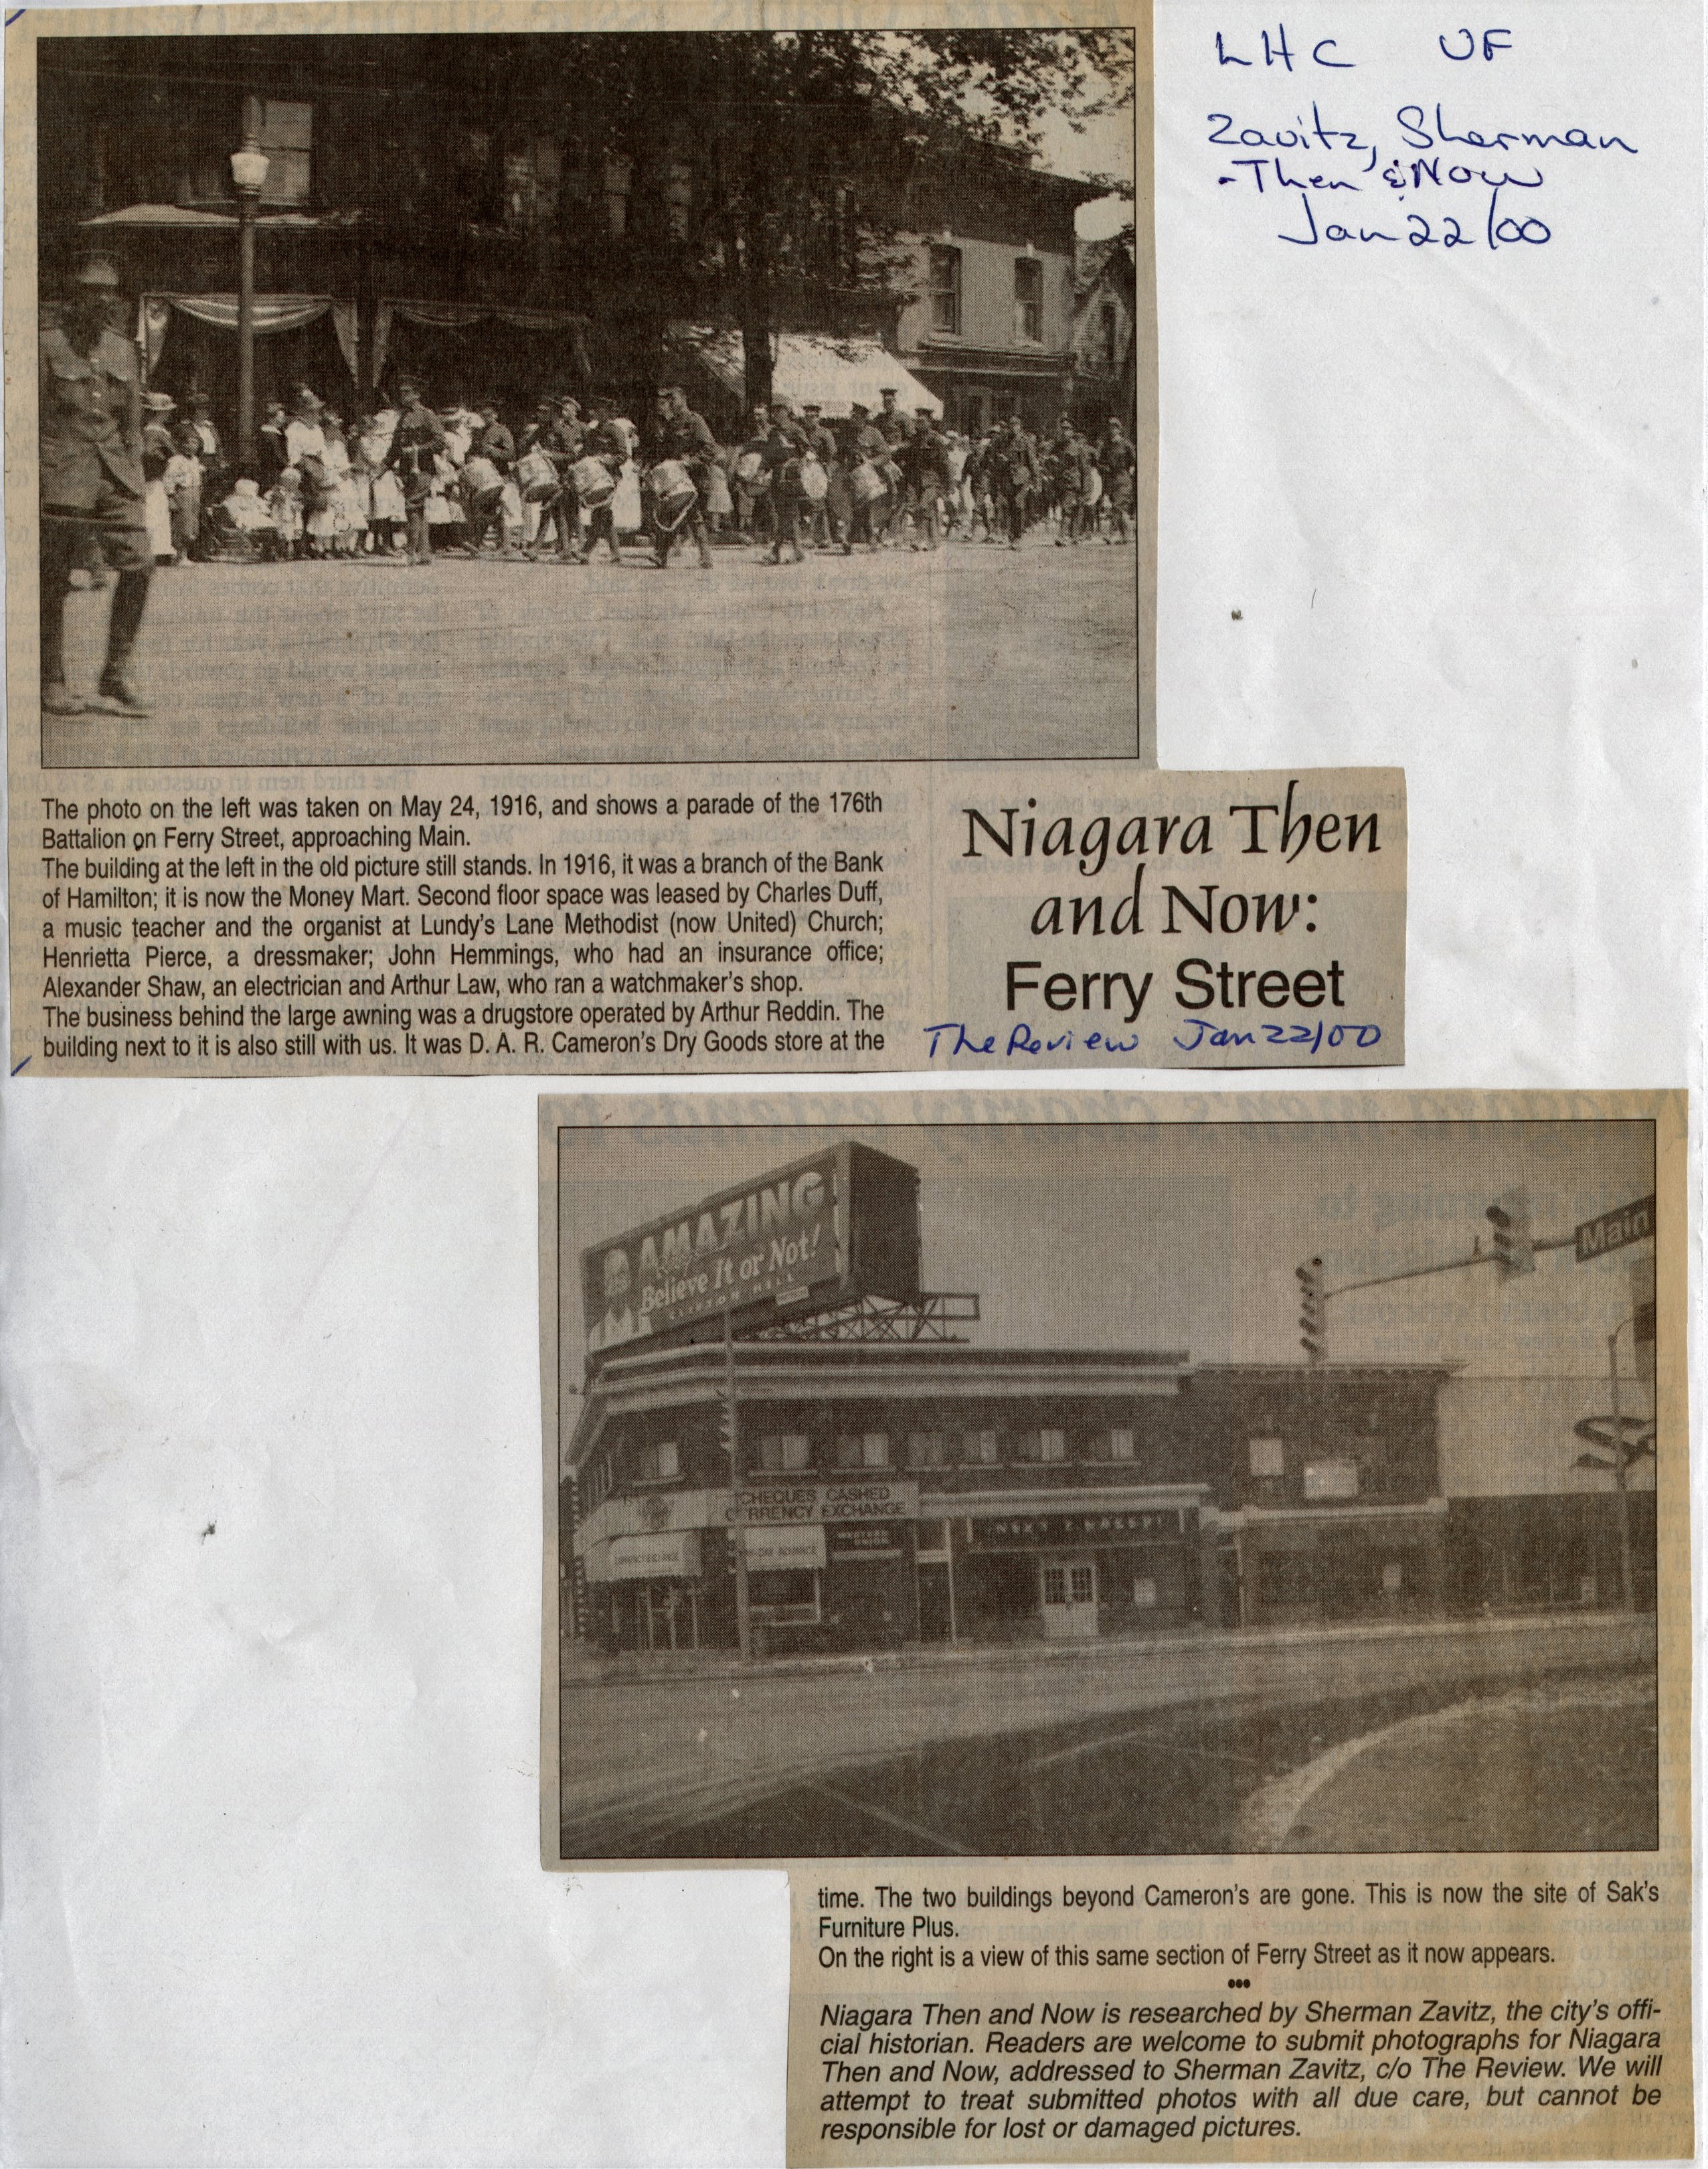 LHC UF
Zavitz, Sherman
-Then & Now
Jan 22/00
The photo on the left was taken on May 24, 1916, and shows a parade of the 176th
Battalion on Ferry Street, approaching Main.
The building at the left in the old picture still stands. In 1916, it was a branch of the Bank
of Hamilton; it is now the Money Mart. Second floor space was leased by Charles Duff,
a music teacher and the organist at Lundy's Lane Methodist (now United) Church;
Henrietta Pierce, a dressmaker; John Hemmings, who had an insurance office;
Alexander Shaw, an electrician and Arthur Law, who ran a watchmaker's shop.
The business behind the large awning was a drugstore operated by Arthur Reddin. The
building next to it is also still with us. It was D. A. R. Cameron's Dry Goods store at the
Niagara Then
and Now:
Ferry Street
The Review Jan 22/00
AMAZING
Believe It or Not!
CLIFTON HILL
Main
CHEQUES CASHED
CURRENCY EXCHANGE
WESTERN
UNION
time. The two buildings beyond Cameron's are gone. This is now the site of Sak's
Furniture Plus.
On the right is a view of this same section of Ferry Street as it now appears.
•••
Niagara Then and Now is researched by Sherman Zavitz, the city's offi-
cial historian. Readers are welcome to submit photographs for Niagara
Then and Now, addressed to Sherman Zavitz, c/o The Review. We will
attempt to treat submitted photos with all due care, but cannot be
responsible for lost or damaged pictures.